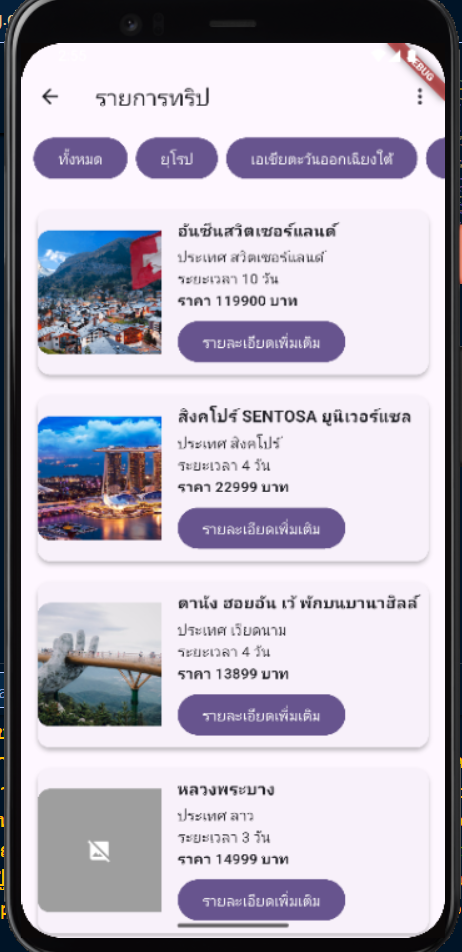 DEBUG
รายการทริป
ทั้งหมด
ยุโรป
เอเชียตะวันออกเฉียงใต้
อันซีนสวิตเซอร์แลนด์
ประเทศ สวิตเซอร์แลนด์
ระยะเวลา 10 วัน
ราคา 119900 บาท
รายละเอียดเพิ่มเติม
สิงคโปร์ SENTOSA ยูนิเวอร์แซล
ประเทศ สิงคโปร์
ระยะเวลา 4 วัน
ราคา 22999 บาท
รายละเอียดเพิ่มเติม
ดานัง ฮอยอัน เว้ พักบนบานาฮิลล์
ประเทศ เวียดนาม
ระยะเวลา 4 วัน
ราคา 13899 บาท
รายละเอียดเพิ่มเติม
หลวงพระบาง
ประเทศ ลาว
ระยะเวลา 3 วัน
ราคา 14999 บาท
รายละเอียดเพิ่มเติม